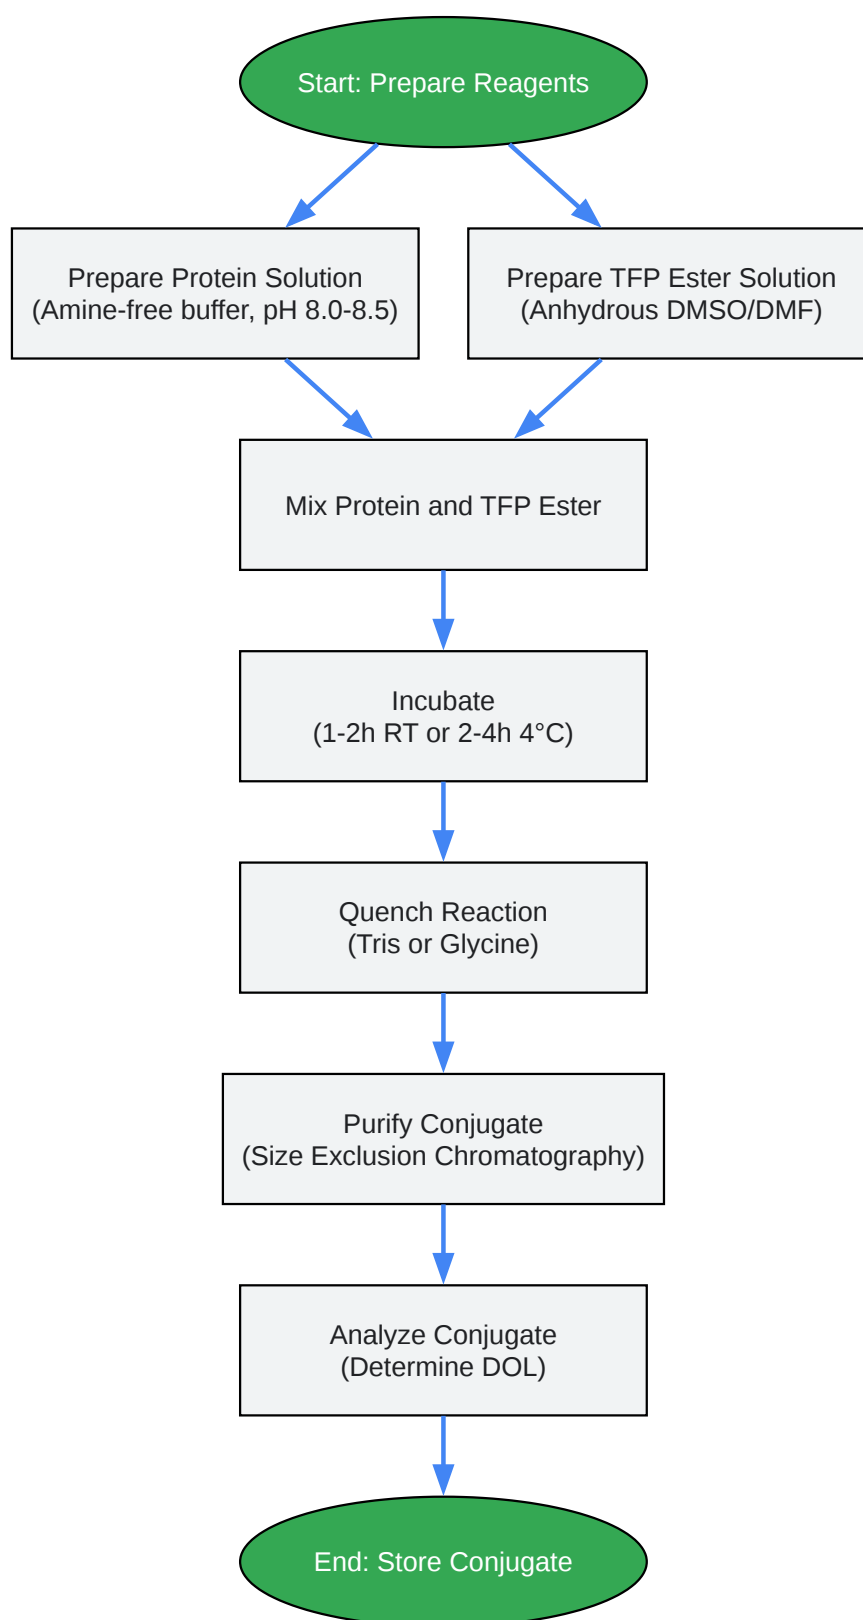 Start: Prepare Reagents
Prepare Protein Solution
(Amine-free buffer, pH 8.0-8.5)
Prepare TFP Ester Solution
(Anhydrous DMSO/DMF)
Mix Protein and TFP Ester
Incubate
(1-2h RT or 2-4h 4°C)
Quench Reaction
(Tris or Glycine)
Purify Conjugate
(Size Exclusion Chromatography)
Analyze Conjugate
(Determine DOL)
End: Store Conjugate